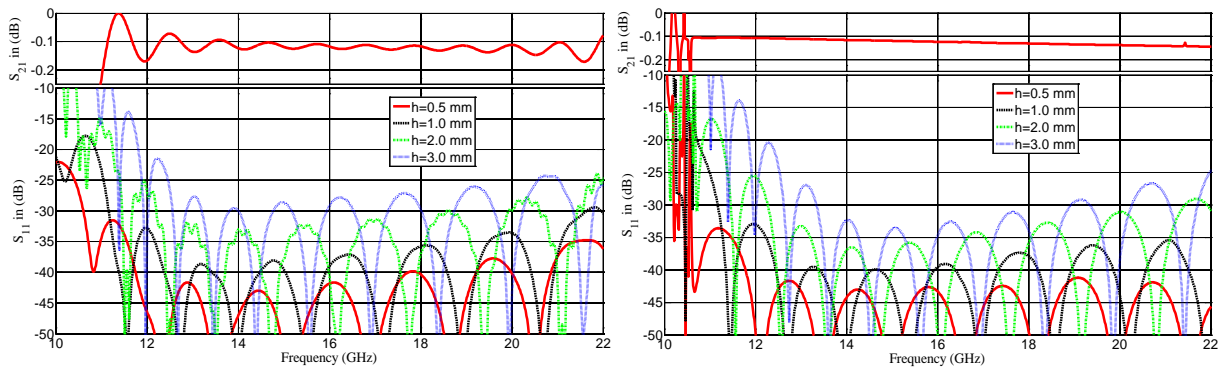 S21 in (dB)
0
-0.1
-0.2
S11 in (dB)
-10
-15
-20
-25
-30
-35
-40
-45
-50
h=0.5 mm
h=1.0 mm
h=2.0 mm
h=3.0 mm
10 12 14 16 18 20 22
Frequency (GHz)
S21 in (dB)
0
-0.1
-0.2
S11 in (dB)
-10
-15
-20
-25
-30
-35
-40
-45
-50
h=0.5 mm
h=1.0 mm
h=2.0 mm
h=3.0 mm
10 12 14 16 18 20 22
Frequency (GHz)